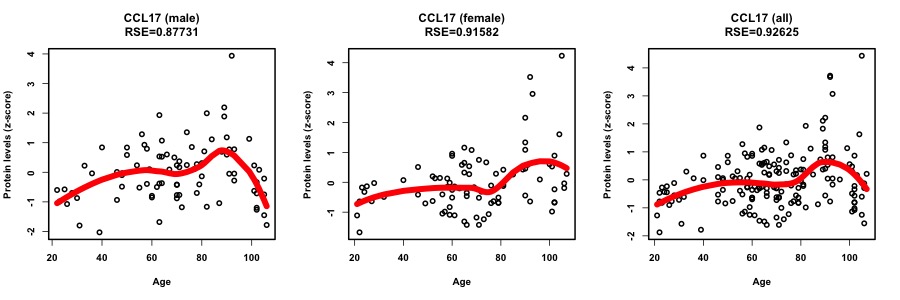 CCL17 (male)
RSE=0.87731
Protein levels (z-score)
4
3
2
1
0
-1
-2
20 40 60 80 100
Age
CCL17 (female)
RSE=0.91582
Protein levels (z-score)
4
3
2
1
0
-1
20 40 60 80 100
Age
CCL17 (all)
RSE=0.92625
Protein levels (z-score)
4
3
2
1
0
-1
-2
20 40 60 80 100
Age